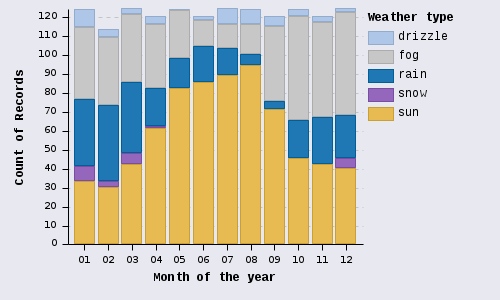 Weather type
drizzle
fog
rain
snow
sun
Count of Records
120
110
100
90
80
70
60
50
40
30
20
10
0
01 02 03 04 05 06 07 08 09 10 11 12
Month of the year